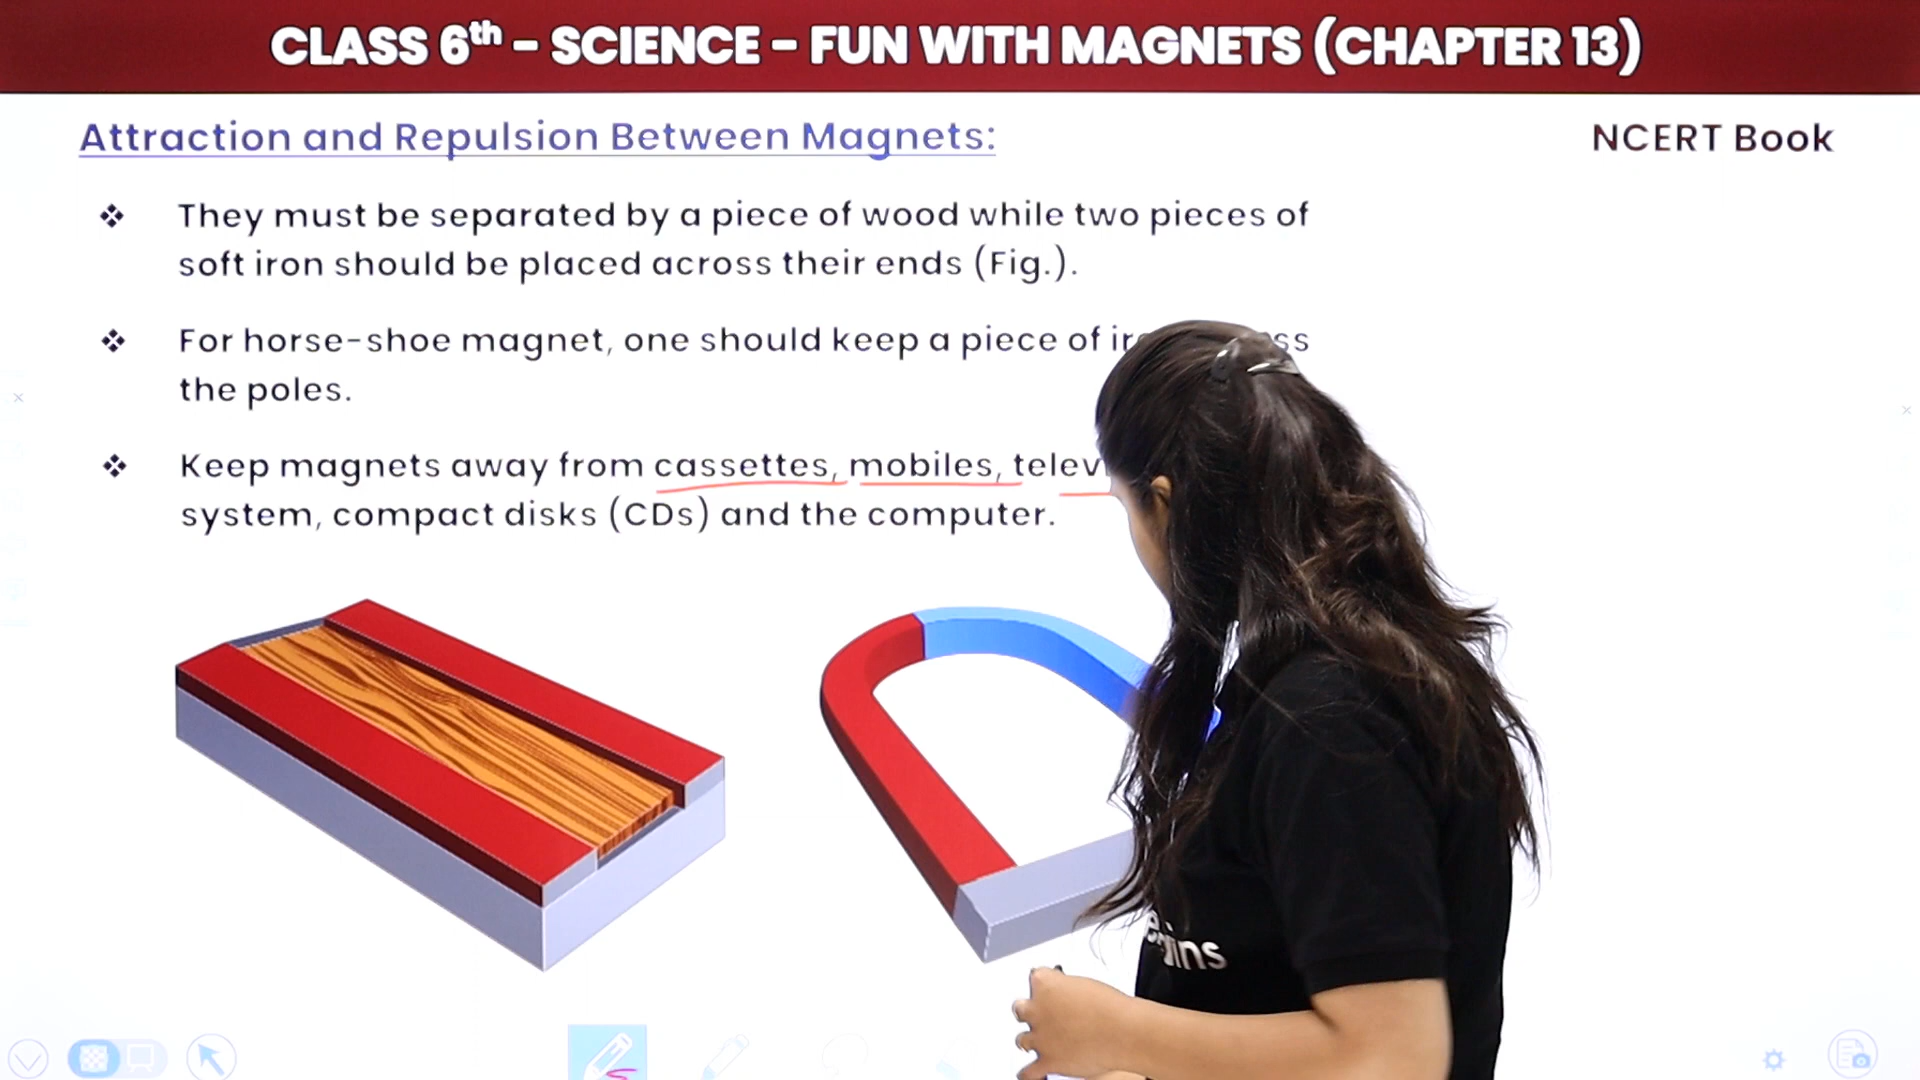 CLASS 6th – SCIENCE – FUN WITH MAGNETS (CHAPTER 13)
Attraction and Repulsion Between Magnets:
NCERT Book
❖ They must be separated by a piece of wood while two pieces of
soft iron should be placed across their ends (Fig.).
❖ For horse-shoe magnet, one should keep a piece of
the poles.
❖ Keep magnets away from cassettes, mobiles,
system, compact disks (CDs) and the computer.